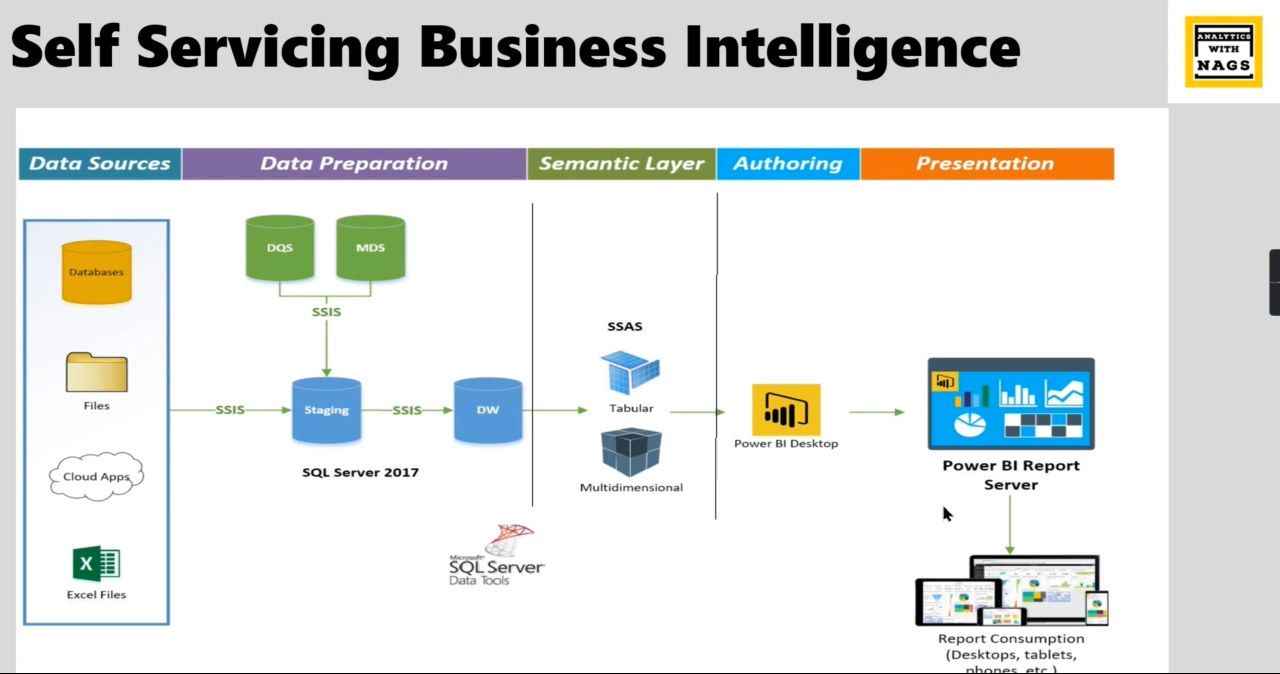 Self Servicing Business Intelligence
ANALYTICS
WITH
NAGS
Data Sources
Data Preparation
Semantic Layer
Authoring
Presentation
Databases
Files
Cloud Apps
X
Excel Files
DQS
MDS
SSIS
SSIS
Staging
SSIS
DW
SQL Server 2017
Microsoft®
SQL Server
Data Tools
SSAS
Tabular
Multidimensional
Power BI Desktop
Power BI Report
Server
Report Consumption
(Desktops, tablets,
phones, etc.)